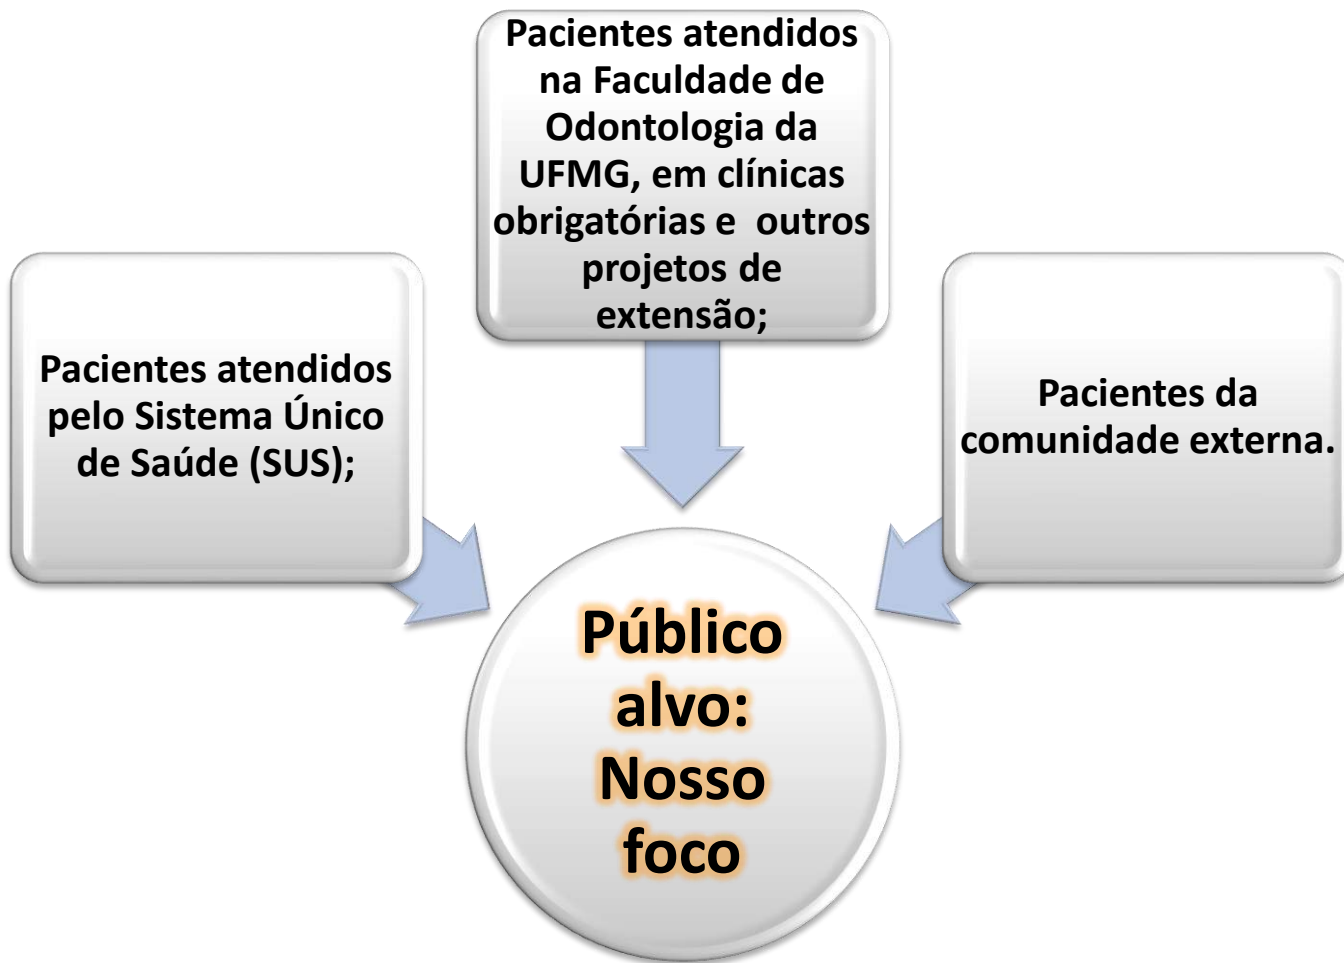 Pacientes atendidos
na Faculdade de
Odontologia da
UFMG, em clínicas
obrigatórias e outros
projetos de
extensão;
Pacientes atendidos
pelo Sistema Único
de Saúde (SUS);
Pacientes da
comunidade externa.
Público
alvo:
Nosso
foco